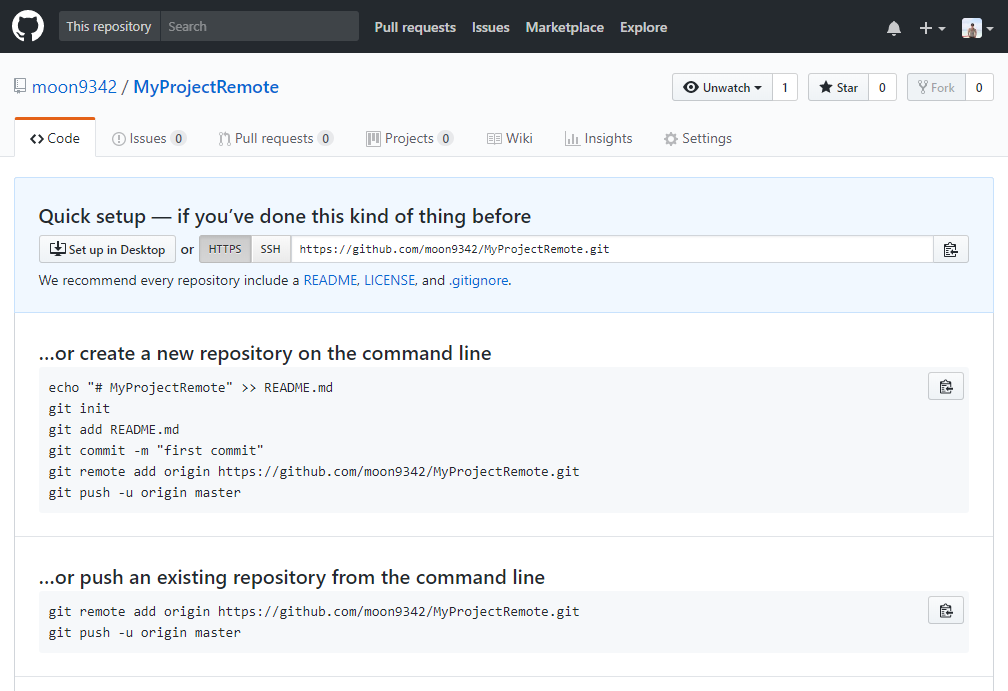 This repository Search Pull requests Issues Marketplace Explore
moon9342 / MyProjectRemote Unwatch 1 Star 0 Fork 0
Code Issues 0 Pull requests 0 Projects 0 Wiki Insights Settings
Quick setup — if you’ve done this kind of thing before
Set up in Desktop or HTTPS SSH https://github.com/moon9342/MyProjectRemote.git
We recommend every repository include a README, LICENSE, and .gitignore.
…or create a new repository on the command line
echo "# MyProjectRemote" >> README.md
git init
git add README.md
git commit -m "first commit"
git remote add origin https://github.com/moon9342/MyProjectRemote.git
git push -u origin master
…or push an existing repository from the command line
git remote add origin https://github.com/moon9342/MyProjectRemote.git
git push -u origin master